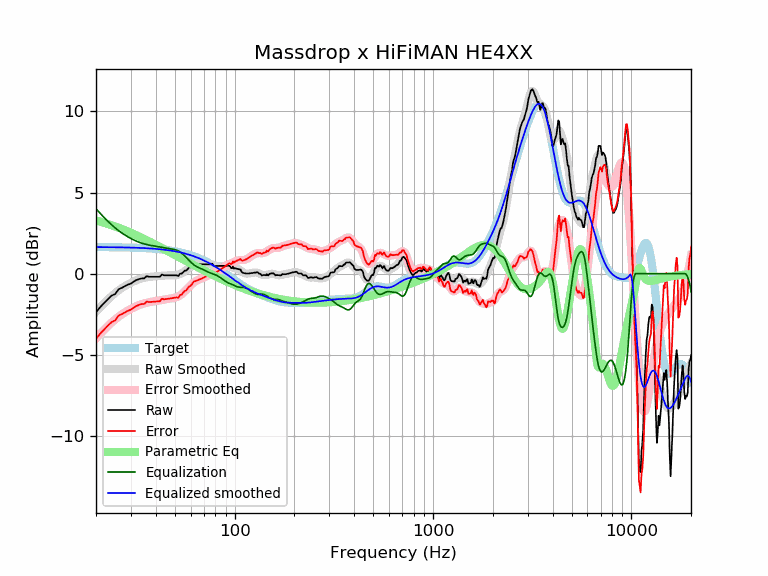 Massdrop x HiFiMAN HE4XX
10
5
0
−5
−10
Amplitude (dBr)
Target
Raw Smoothed
Error Smoothed
Raw
Error
Parametric Eq
Equalization
Equalized smoothed
100 1000 10000
Frequency (Hz)